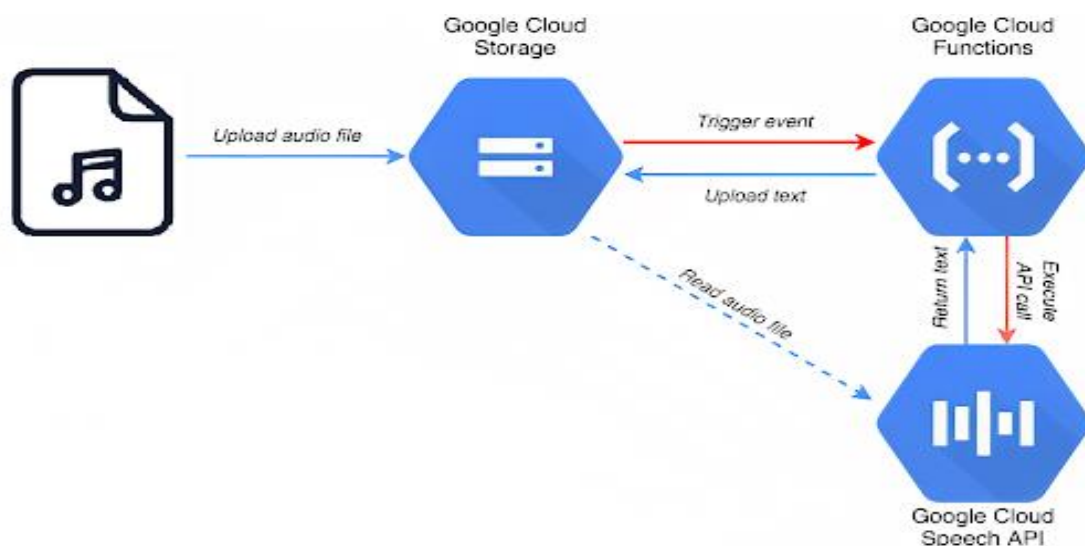 Google Cloud
Storage
Google Cloud
Functions
Upload audio file
Trigger event
Upload text
Read audio file
Return text
Execute
API call
Google Cloud
Speech API